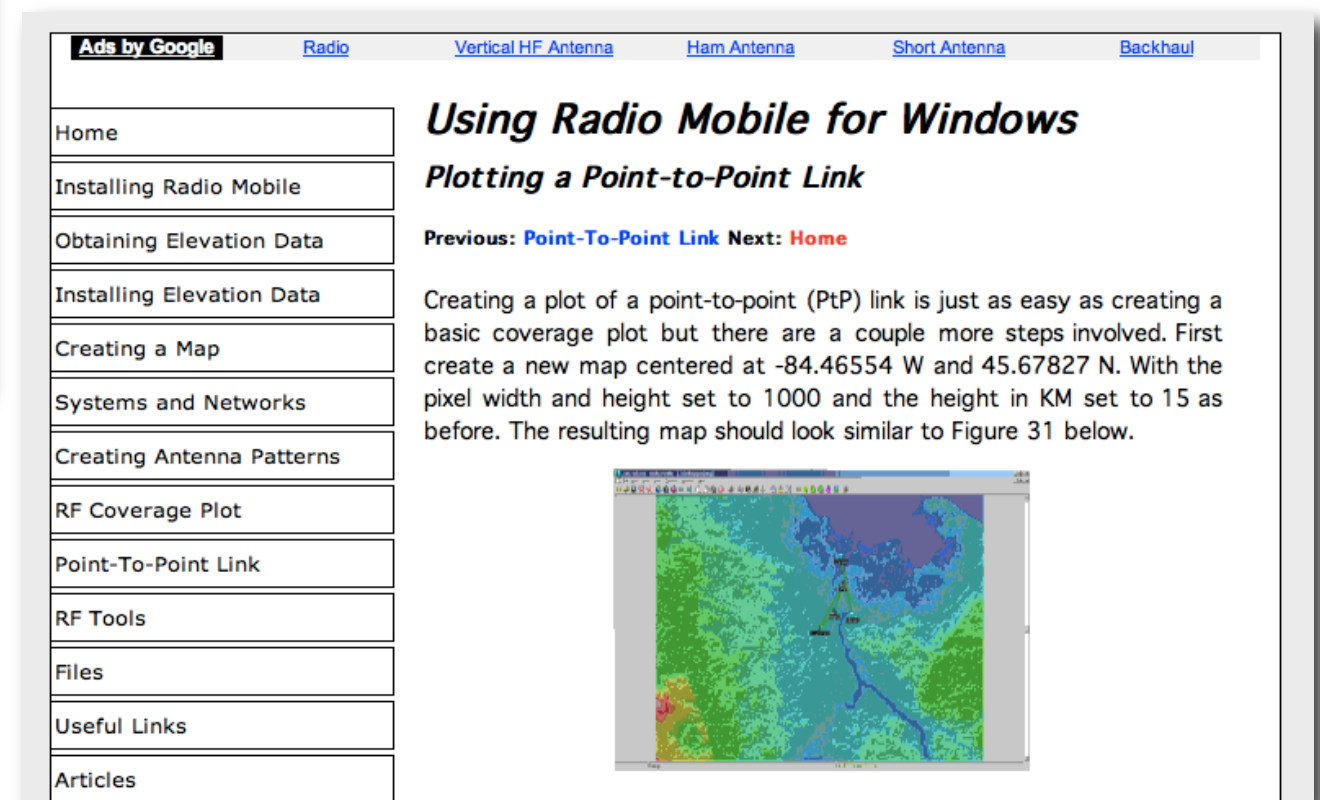 Ads by Google Radio Vertical HF Antenna Ham Antenna Short Antenna Backhaul
Home
Installing Radio Mobile
Obtaining Elevation Data
Installing Elevation Data
Creating a Map
Systems and Networks
Creating Antenna Patterns
RF Coverage Plot
Point-To-Point Link
RF Tools
Files
Useful Links
Articles
Using Radio Mobile for Windows
Plotting a Point-to-Point Link
Previous: Point-To-Point Link Next: Home
Creating a plot of a point-to-point (PtP) link is just as easy as creating a
basic coverage plot but there are a couple more steps involved. First
create a new map centered at -84.46554 W and 45.67827 N. With the
pixel width and height set to 1000 and the height in KM set to 15 as
before. The resulting map should look similar to Figure 31 below.